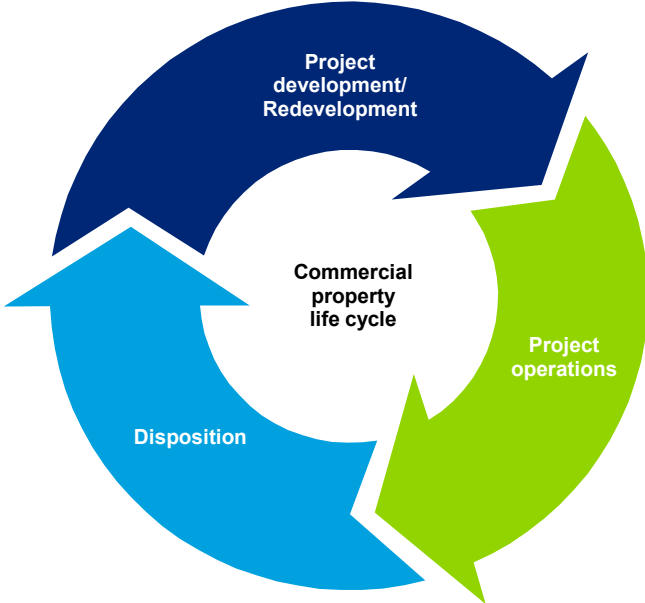 Project
development/
Redevelopment
Commercial
property
life cycle
Project
operations
Disposition